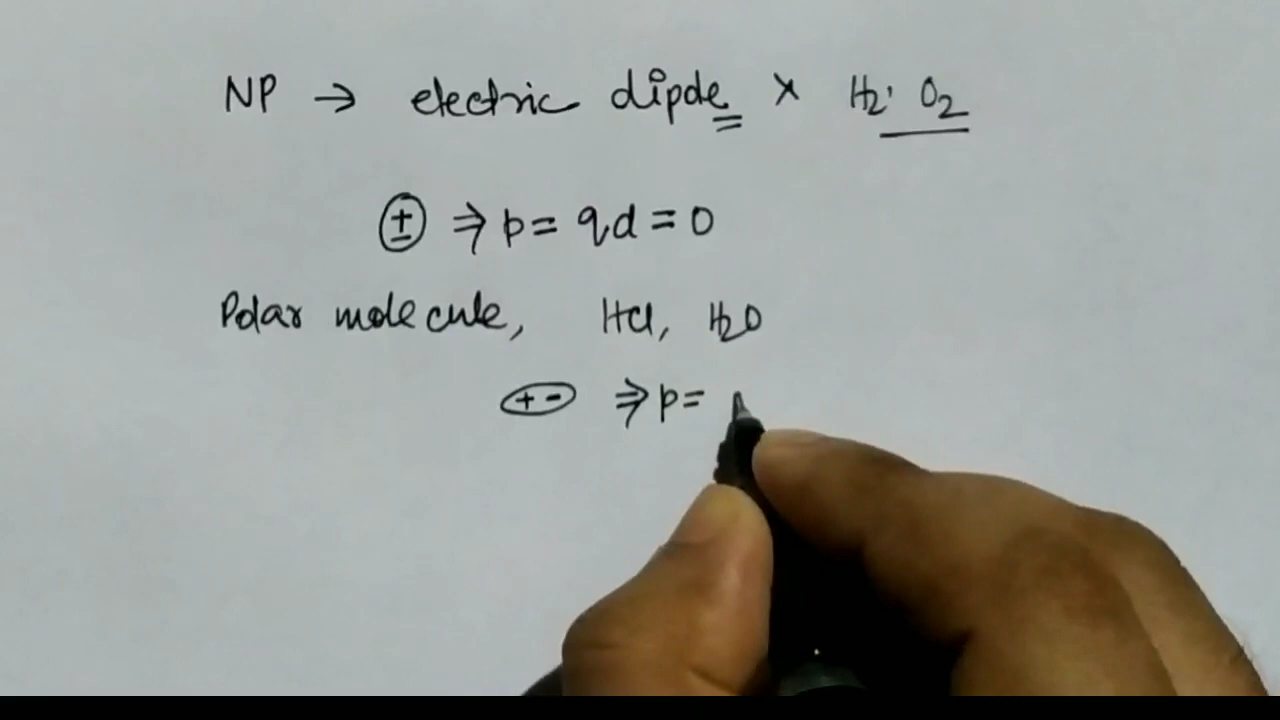 NP → electric dipole × H₂, O₂
± ⇒ p = qd = 0
Polar molecule, HCl, H₂O
+ - ⇒ p =